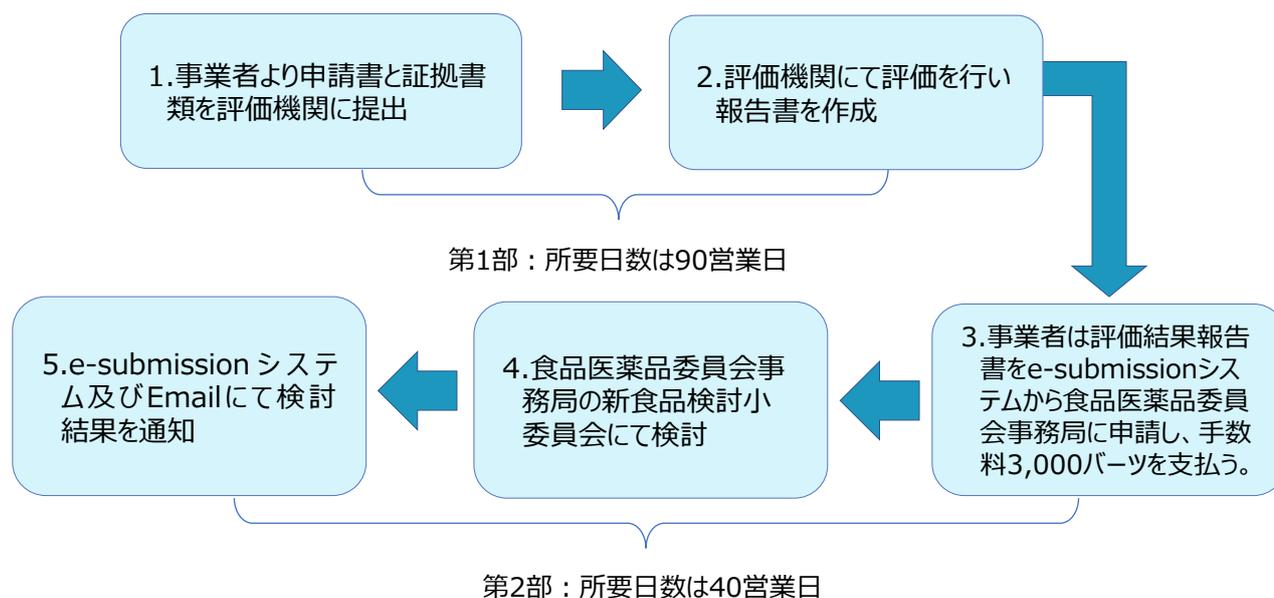 1.事業者より申請書と証拠書
類を評価機関に提出
2.評価機関にて評価を行い
報告書を作成
第1部：所要日数は90営業日
3.事業者は評価結果報告
書をe-submissionシス
テムから食品医薬品委員
会事務局に申請し、手数
料3,000バーツを支払う。
4.食品医薬品委員会事
務局の新食品検討小
委員会にて検討
5.e-submission システ
ム及びEmailにて検討
結果を通知
第2部：所要日数は40営業日